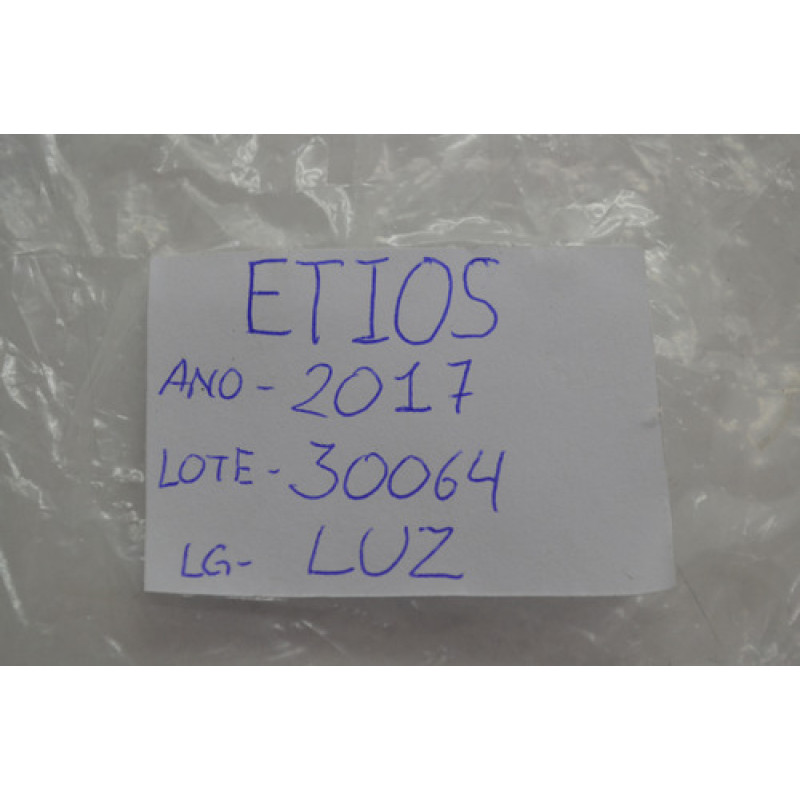 ETIOS
ANO - 2017
LOTE - 30064
LG - LUZ